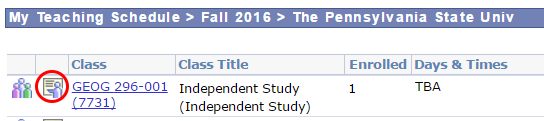 My Teaching Schedule > Fall 2016 > The Pennsylvania State Univ
Class Class Title Enrolled Days & Times
GEOG 296-001 Independent Study 1 TBA
(7731) (Independent Study)